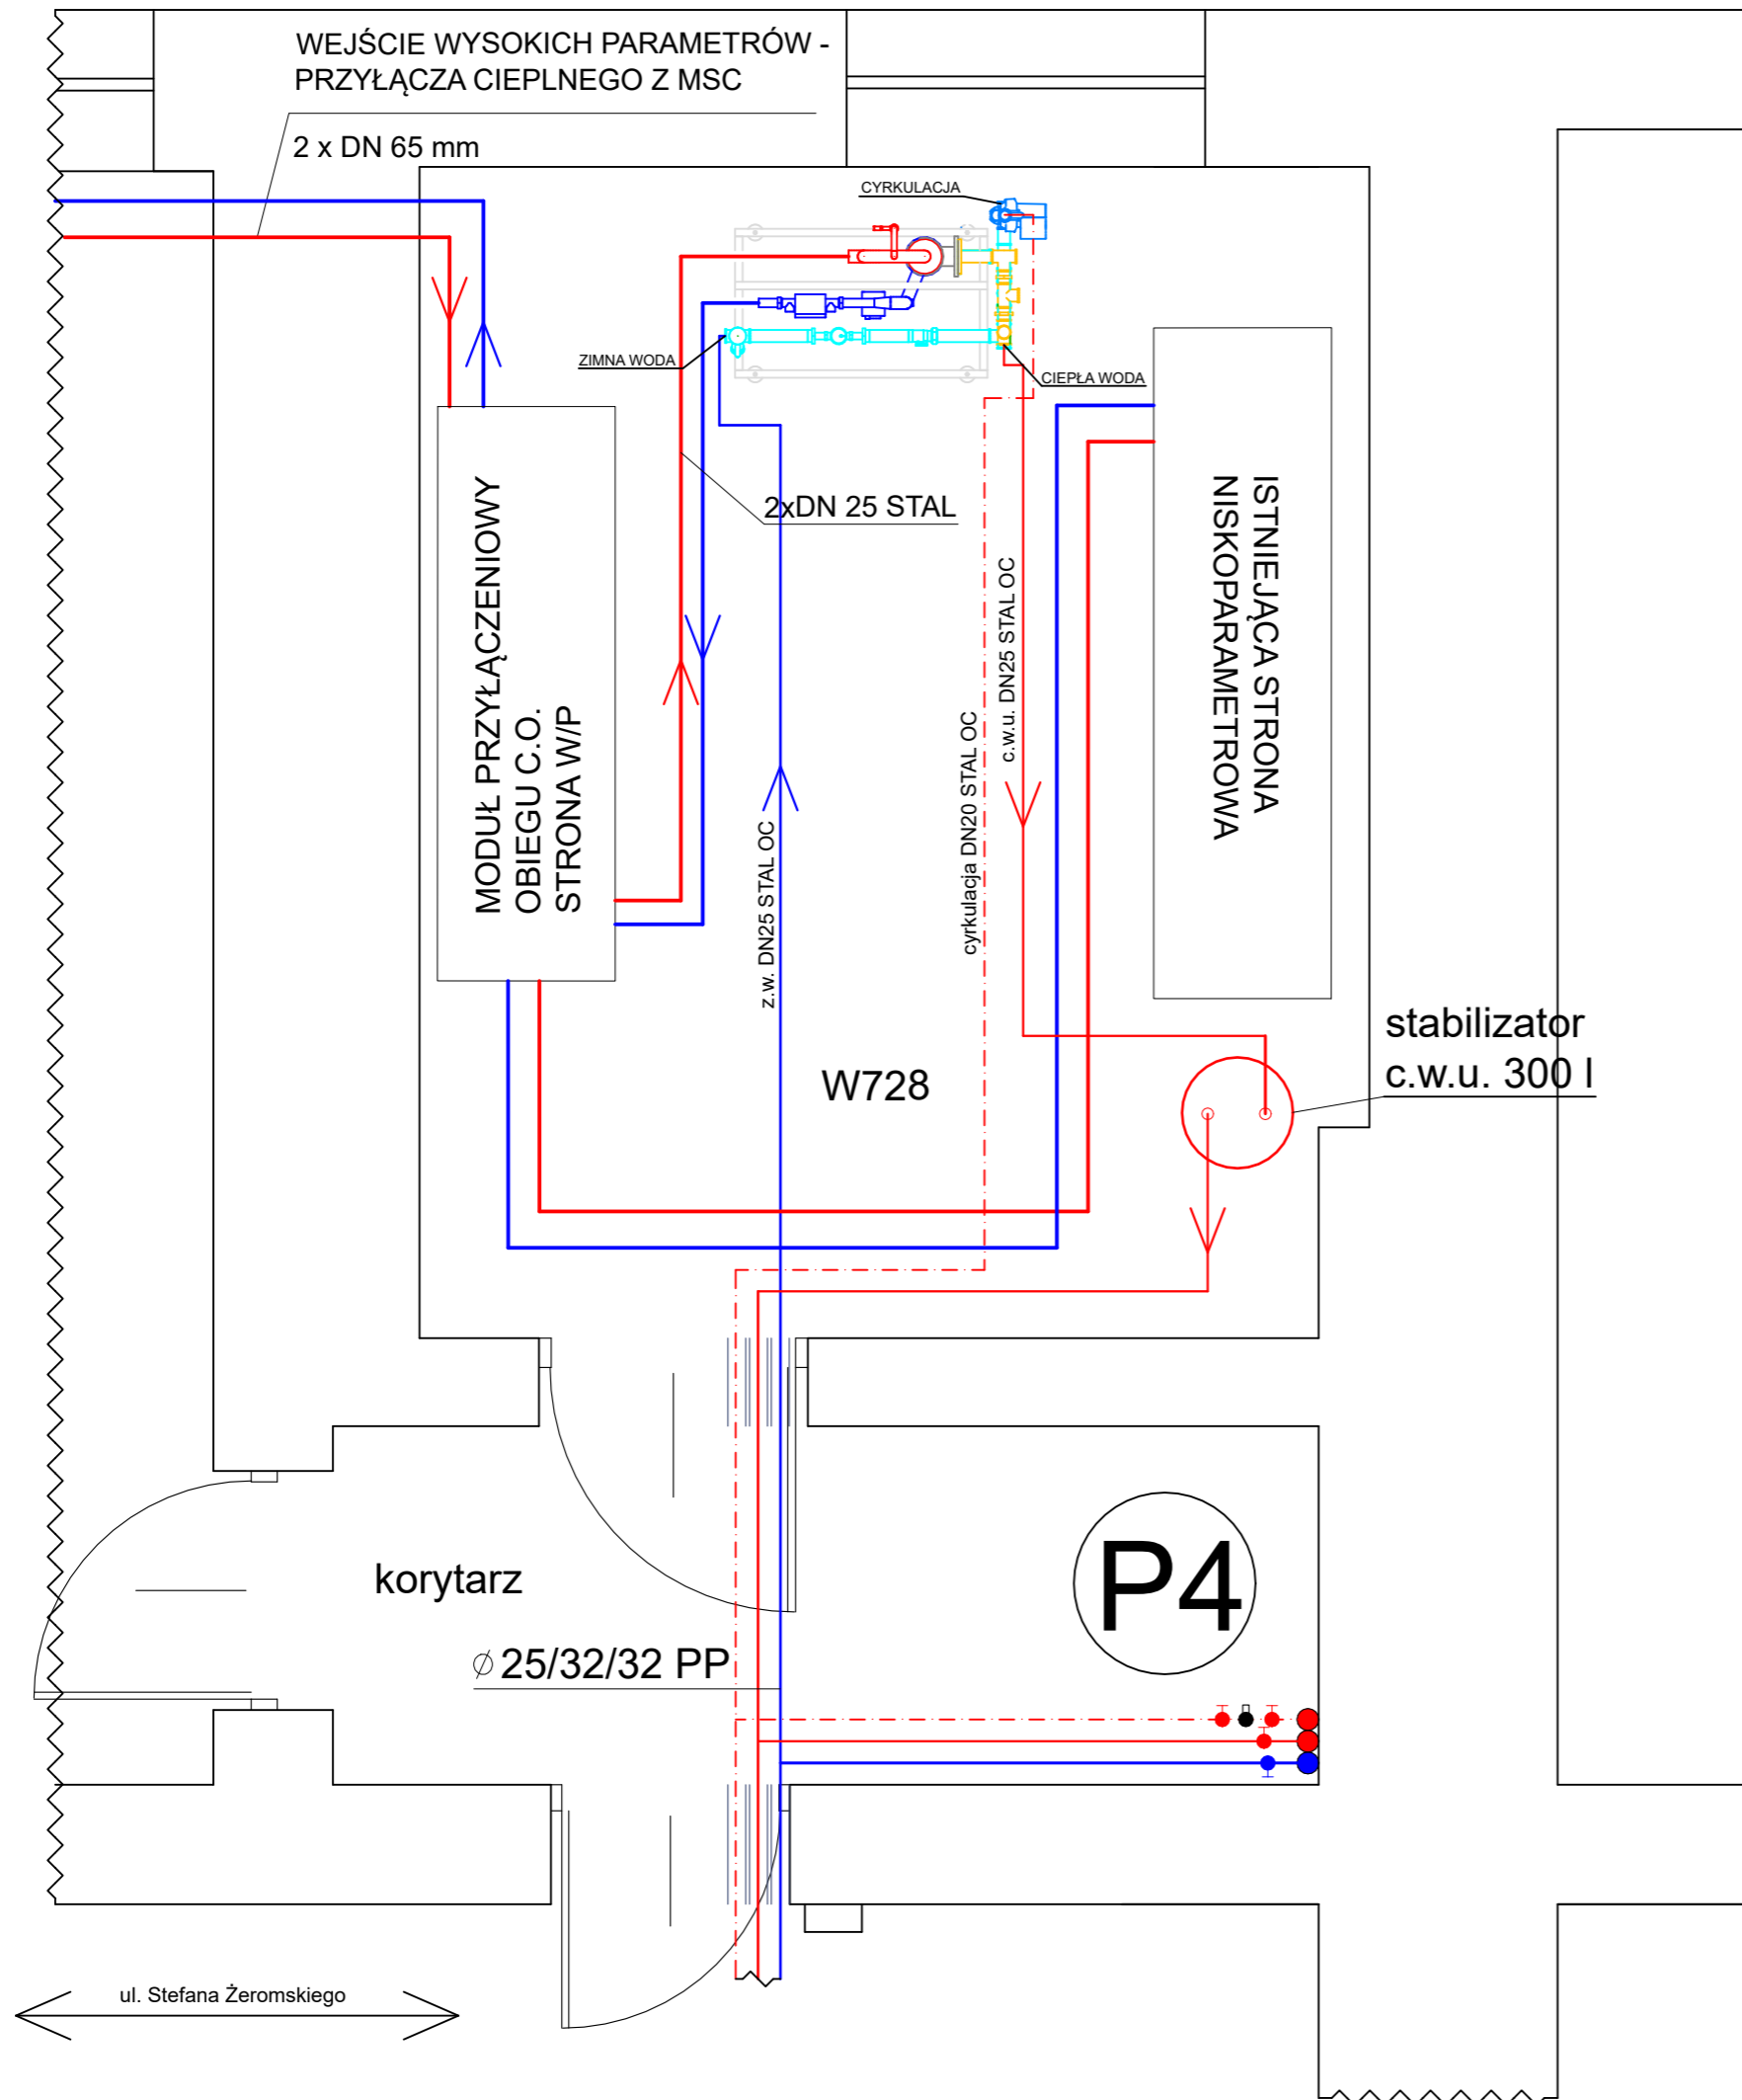 WEJŚCIE WYSOKICH PARAMETRÓW -
PRZYŁĄCZA CIEPLNEGO Z MSC
2 x DN 65 mm
CYRKULACJA
ZIMNA WODA
CIEPŁA WODA
2xDN 25 STAL
MODUŁ PRZYŁĄCZENIOWY
OBIEGU C.O.
STRONA W/P
z.w. DN25 STAL OC
cyrkulacja DN20 STAL OC
c.w.u. DN25 STAL OC
ISTNIEJĄCA STRONA
NISKOPARAMETROWA
stabilizator
c.w.u. 300 l
W728
korytarz
P4
∅ 25/32/32 PP
ul. Stefana Żeromskiego